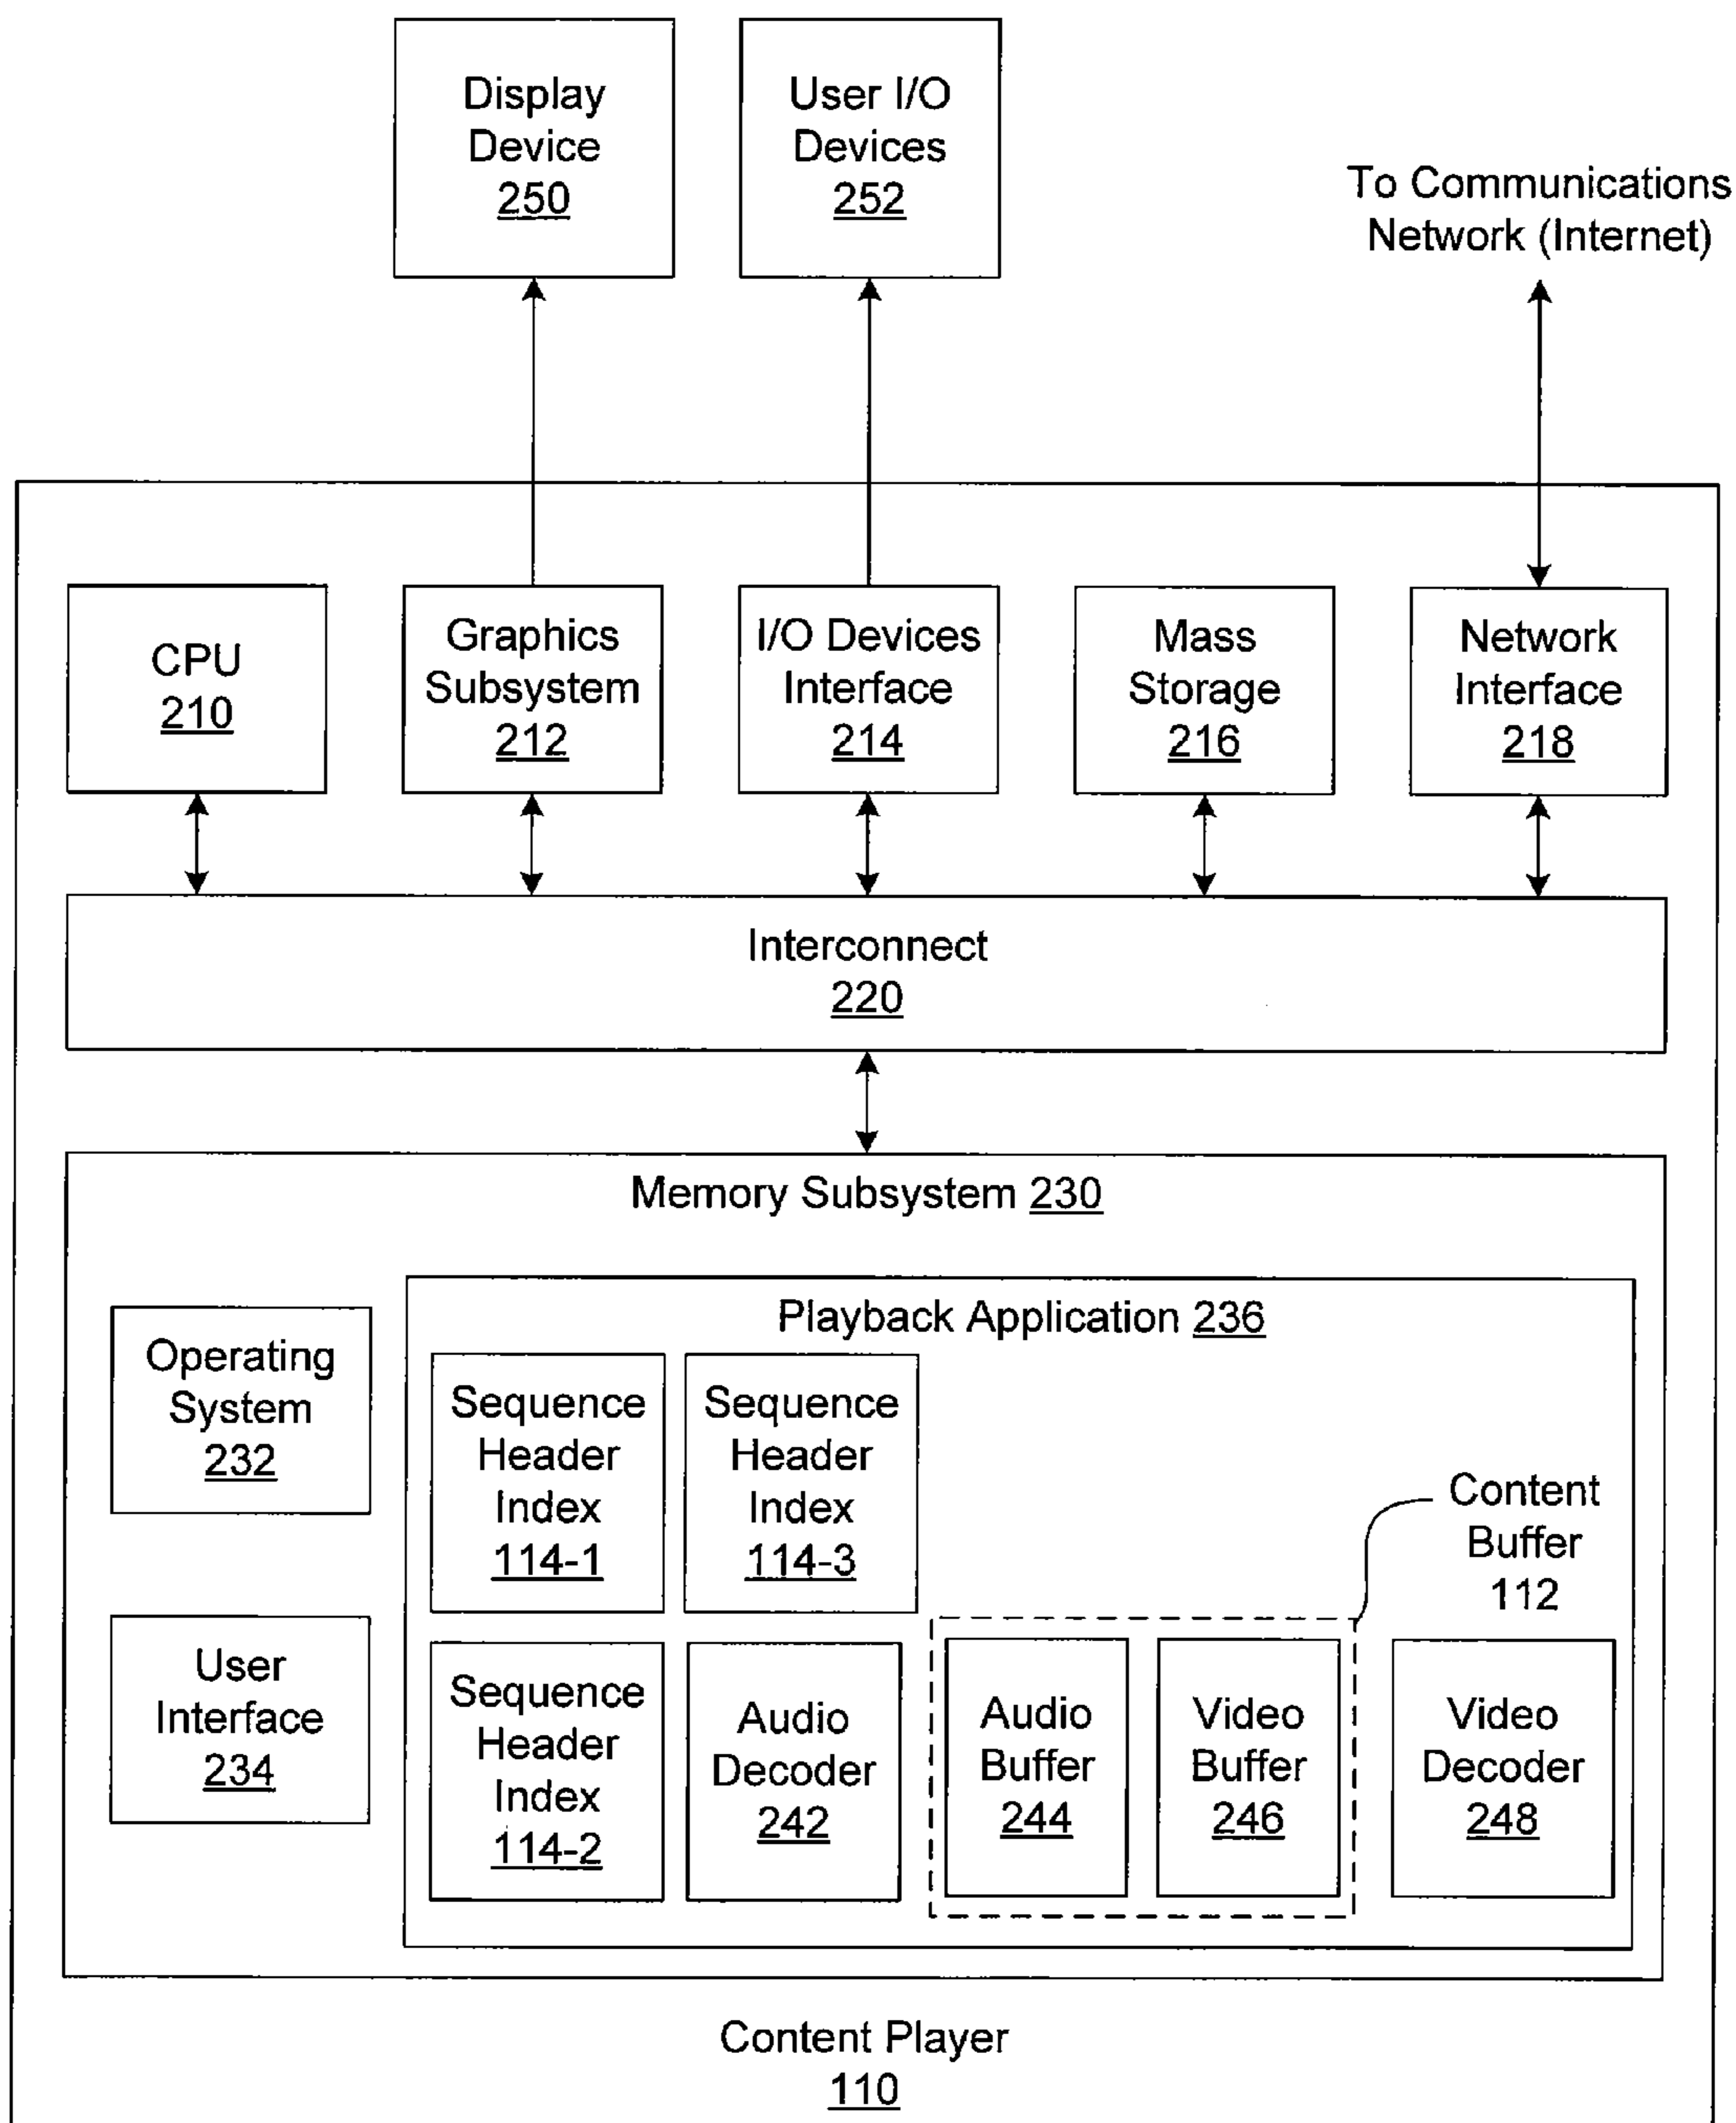 Display
Device
250
User I/O
Devices
252
To Communications
Network (Internet)
CPU
210
Graphics
Subsystem
212
I/O Devices
Interface
214
Mass
Storage
216
Network
Interface
218
Interconnect
220
Memory Subsystem 230
Operating
System
232
User
Interface
234
Playback Application 236
Sequence
Header
Index
114-1
Sequence
Header
Index
114-3
Content
Buffer
112
Sequence
Header
Index
114-2
Audio
Decoder
242
Audio
Buffer
244
Video
Buffer
246
Video
Decoder
248
Content Player
110